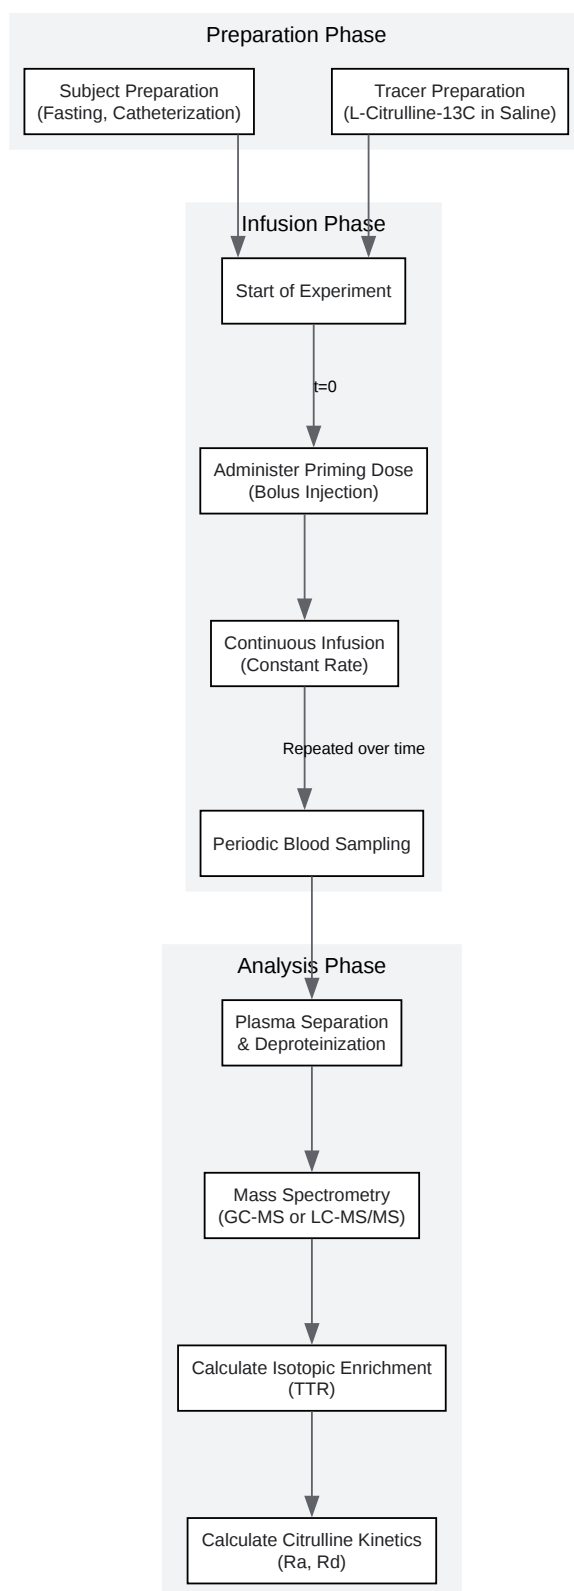 Preparation Phase
Subject Preparation
(Fasting, Catheterization)
Tracer Preparation
(L-Citrulline-13C in Saline)
Infusion Phase
Start of Experiment
t=0
Administer Priming Dose
(Bolus Injection)
Continuous Infusion
(Constant Rate)
Repeated over time
Periodic Blood Sampling
Analysis Phase
Plasma Separation
& Deproteinization
Mass Spectrometry
(GC-MS or LC-MS/MS)
Calculate Isotopic Enrichment
(TTR)
Calculate Citrulline Kinetics
(Ra, Rd)